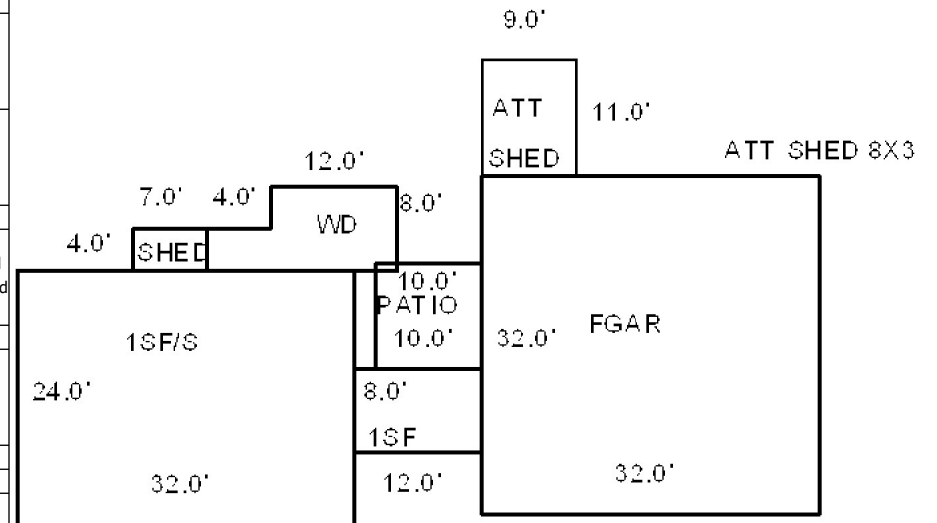 9.0'
ATT
11.0'
SHED
ATT SHED 8X3
12.0'
7.0'
4.0'
8.0'
WD
4.0'
SHED
10.0'
PATIO
10.0'
32.0'
FGAR
1SF/S
24.0'
8.0'
1SF
32.0'
12.0'
32.0'
d